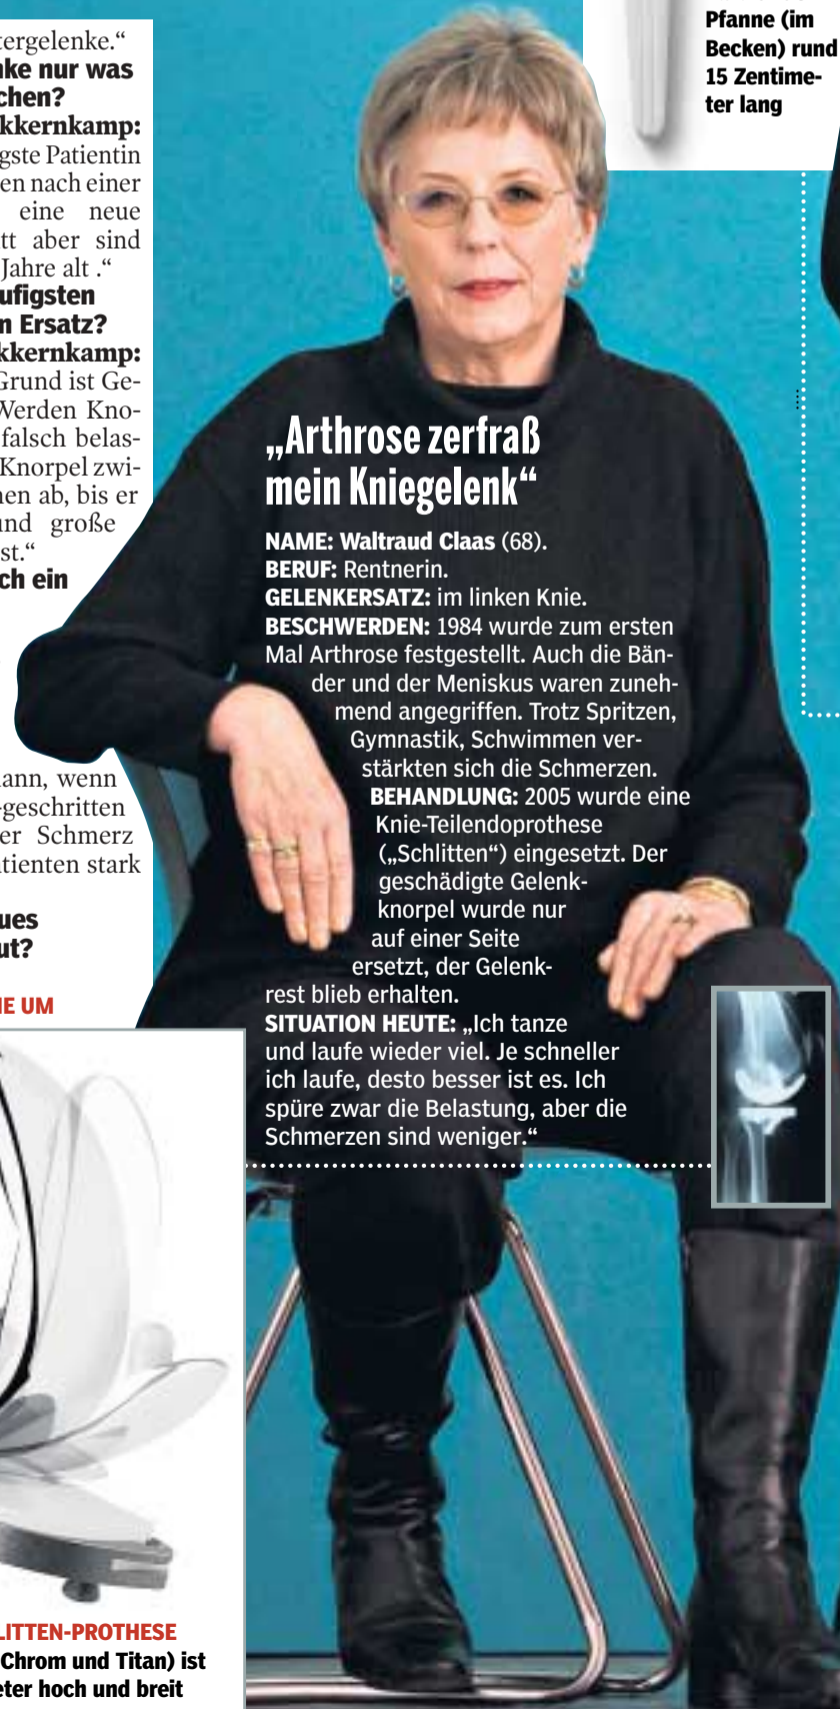 tergelenke.“
nke nur was
chen?
kkernkamp:
gste Patientin
en nach einer
eine neue
tt aber sind
Jahre alt .“
ufigsten
n Ersatz?
kkernkamp:
Grund ist Ge-
Werden Kno-
falsch belas-
Knorpel zwi-
nen ab, bis er
und große
st.“
ch ein
dann, wenn
-geschritten
er Schmerz
tienten stark
ues
ut?
IE UM
LITTEN-PROTHESE
Chrom und Titan) ist
eter hoch und breit
Pfanne (im
Becken) rund
15 Zentime-
ter lang
„Arthrose zerfraß
mein Kniegelenk“
NAME: Waltraud Claas (68).
BERUF: Rentnerin.
GELENKERSATZ: im linken Knie.
BESCHWERDEN: 1984 wurde zum ersten
Mal Arthrose festgestellt. Auch die Bän-
der und der Meniskus waren zuneh-
mend angegriffen. Trotz Spritzen,
Gymnastik, Schwimmen ver-
stärkten sich die Schmerzen.
BEHANDLUNG: 2005 wurde eine
Knie-Teilendoprothese
(„Schlitten“) eingesetzt. Der
geschädigte Gelenk-
knorpel wurde nur
auf einer Seite
ersetzt, der Gelenk-
rest blieb erhalten.
SITUATION HEUTE: „Ich tanze
und laufe wieder viel. Je schneller
ich laufe, desto besser ist es. Ich
spüre zwar die Belastung, aber die
Schmerzen sind weniger.“